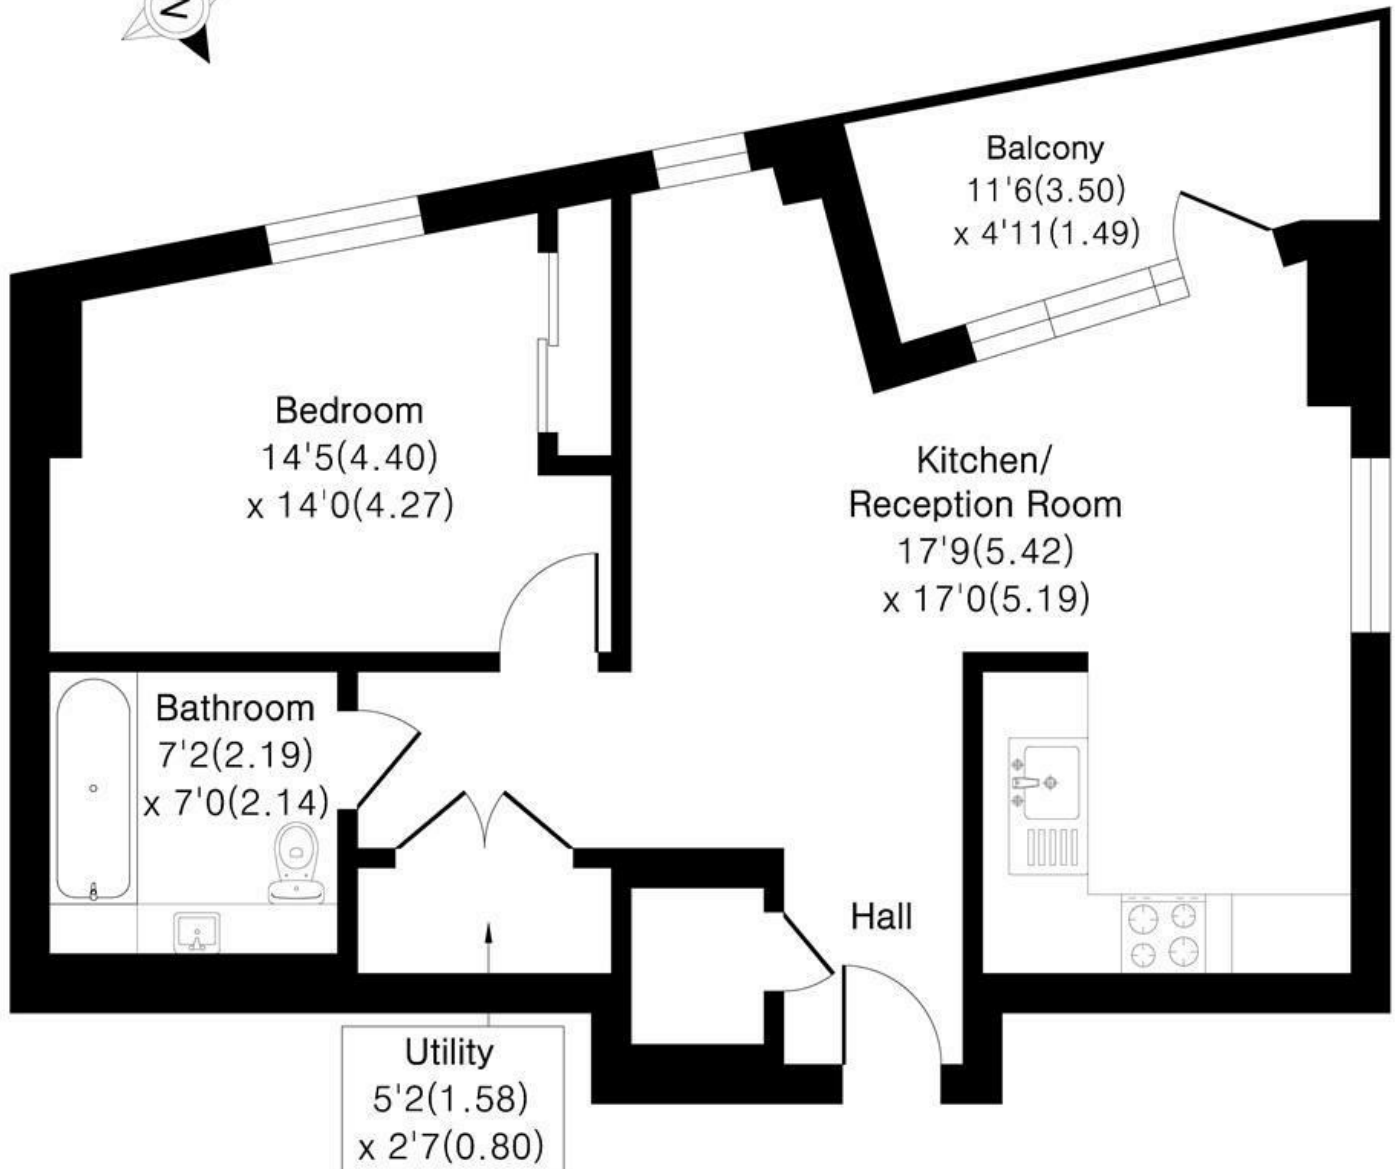 N
Balcony
11'6(3.50)
x 4'11(1.49)
Bedroom
14'5(4.40)
x 14'0(4.27)
Kitchen/
Reception Room
17'9(5.42)
x 17'0(5.19)
Bathroom
7'2(2.19)
x 7'0(2.14)
Hall
Utility
5'2(1.58)
x 2'7(0.80)